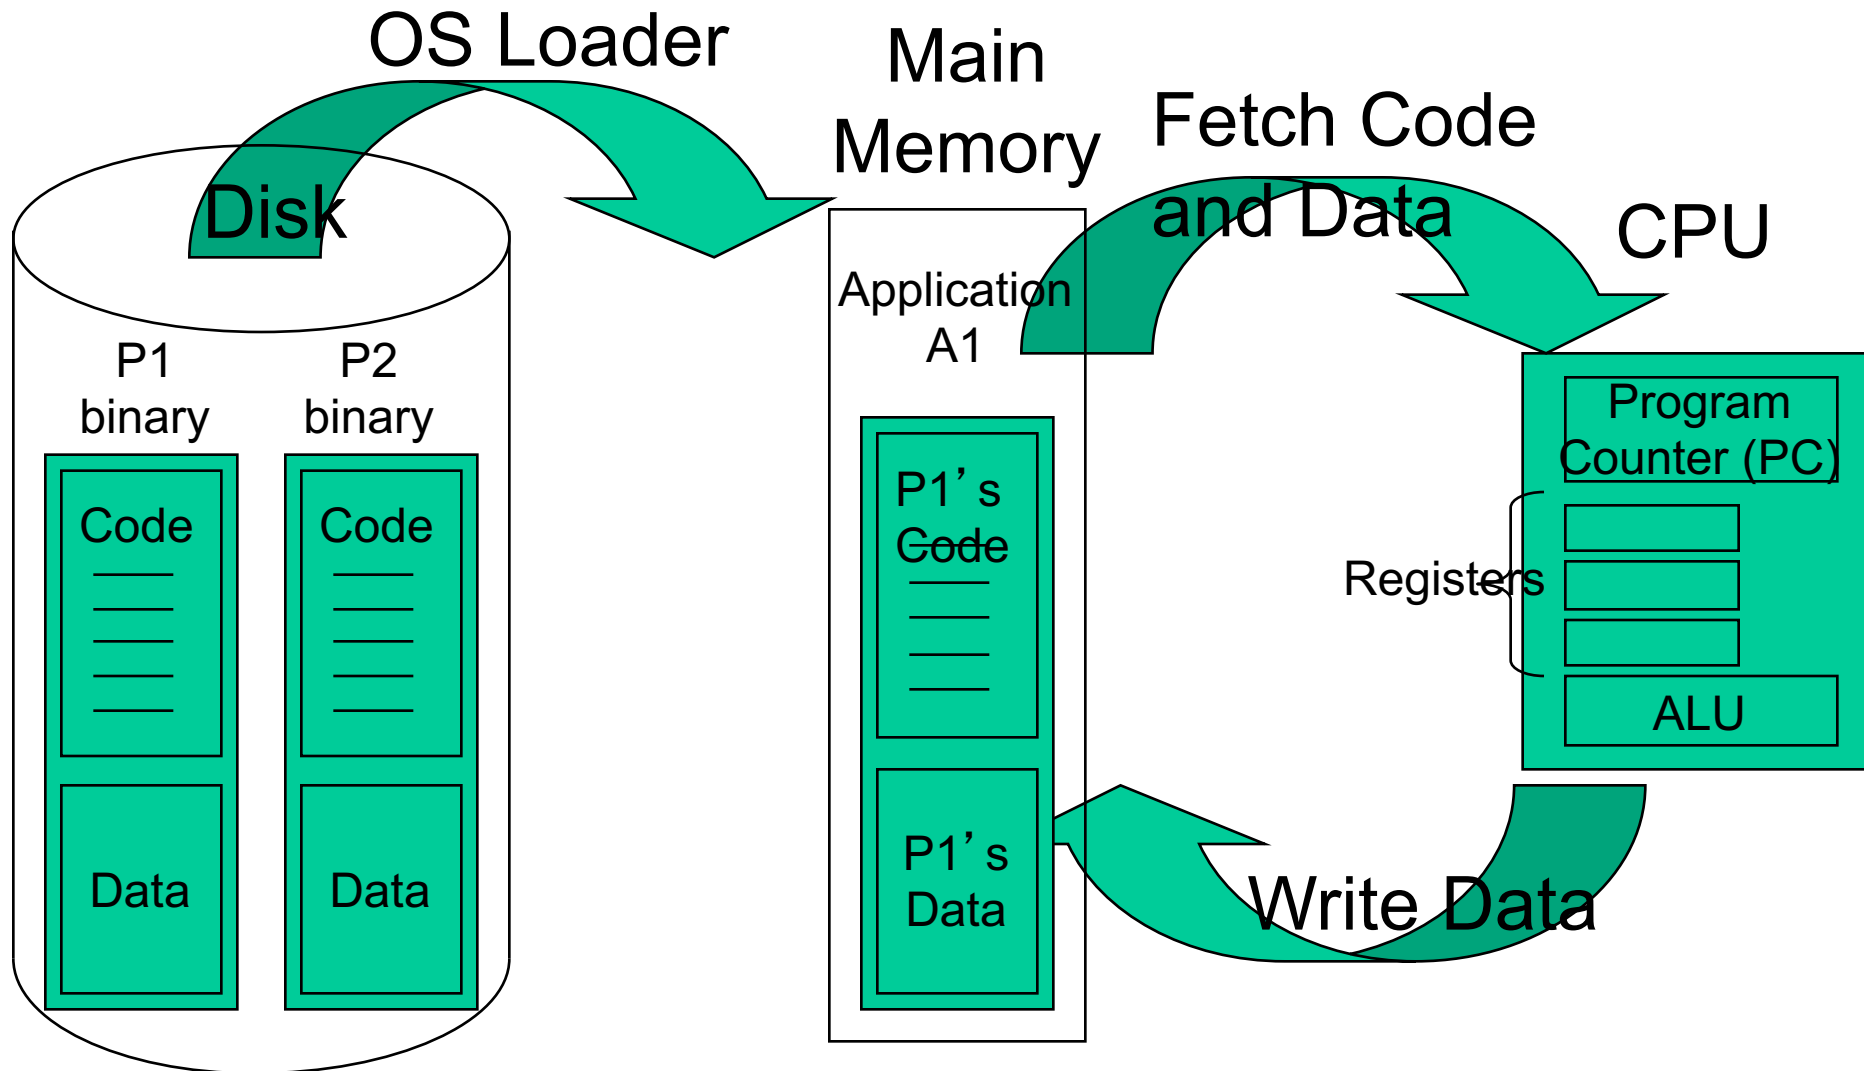 OS Loader
Main
Memory
Fetch Code
and Data
CPU
Disk
P1
binary
P2
binary
Code
Data
Code
Data
Application
A1
P1’s
Code
P1’s
Data
Program
Counter (PC)
Registers
ALU
Write Data